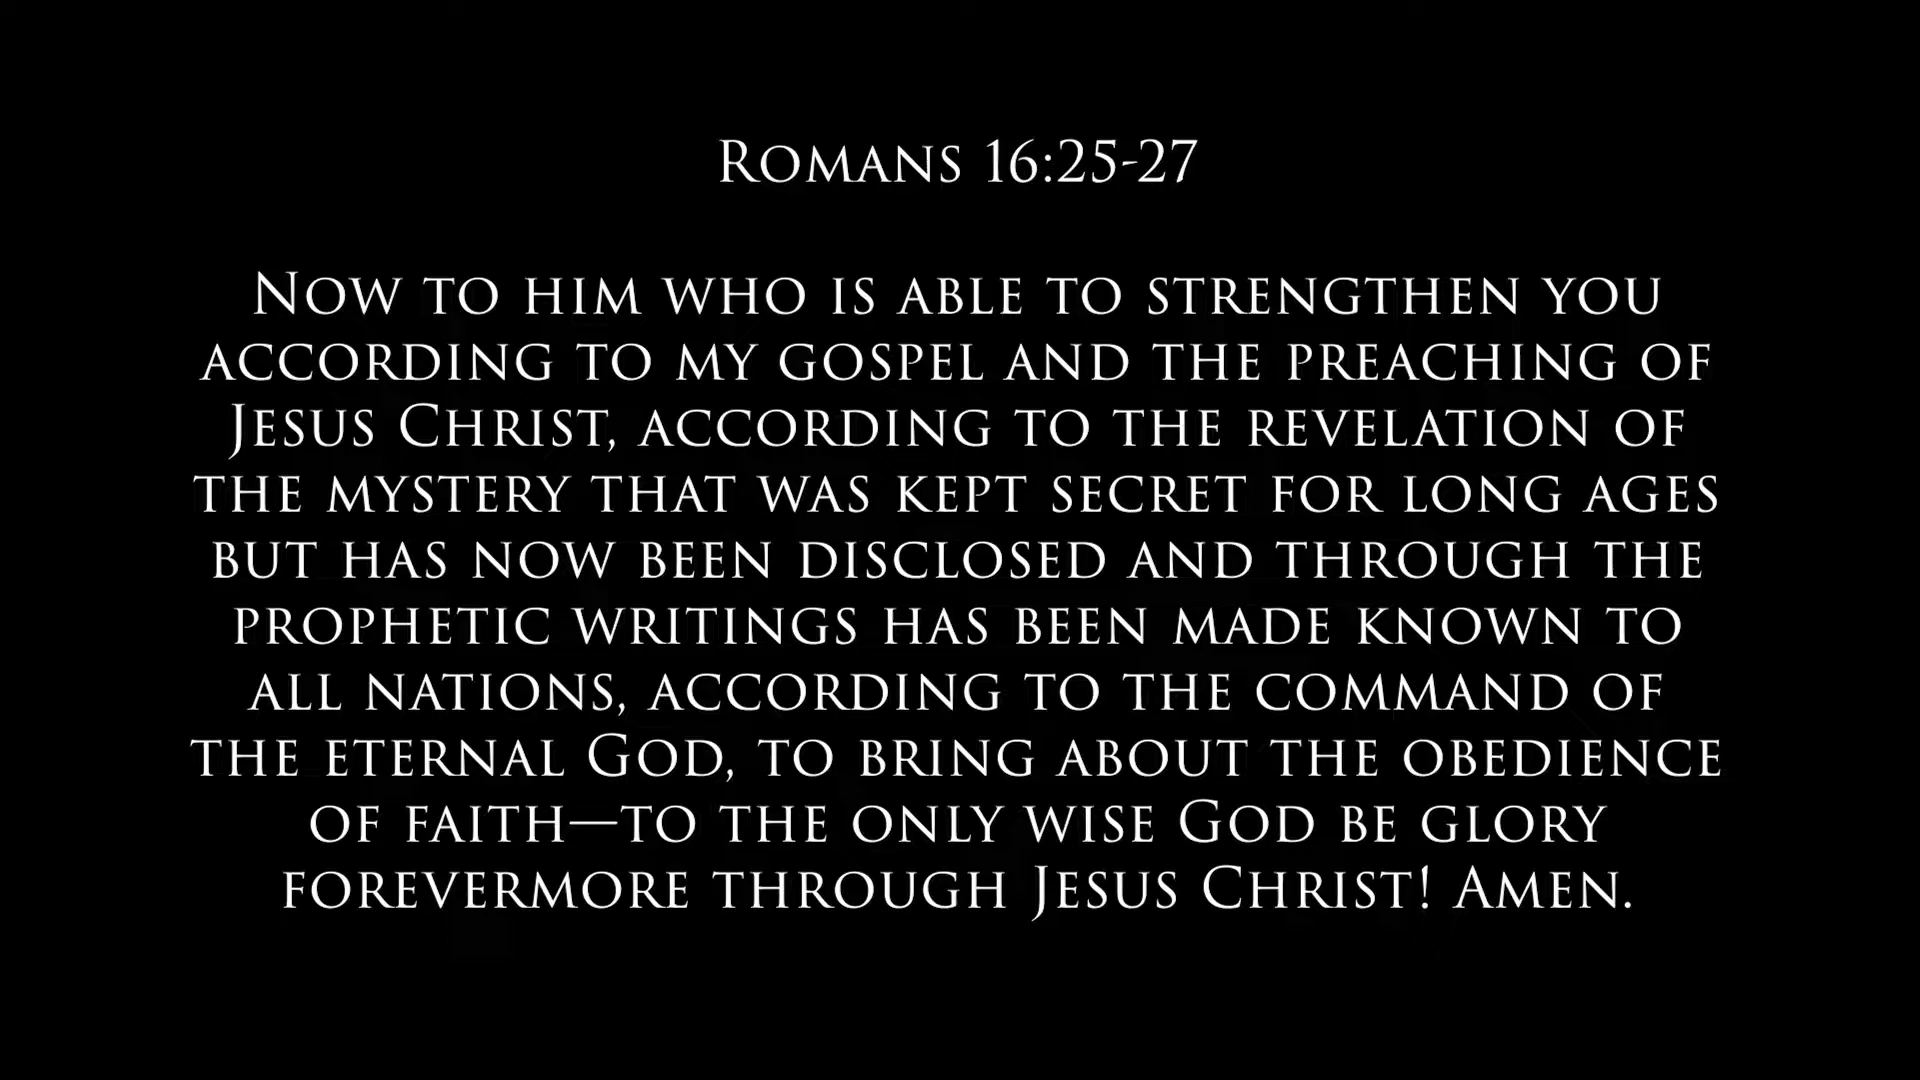 Romans 16:25-27
Now to him who is able to strengthen you
according to my gospel and the preaching of
Jesus Christ, according to the revelation of
the mystery that was kept secret for long ages
but has now been disclosed and through the
prophetic writings has been made known to
all nations, according to the command of
the eternal God, to bring about the obedience
of faith—to the only wise God be glory
forevermore through Jesus Christ! Amen.